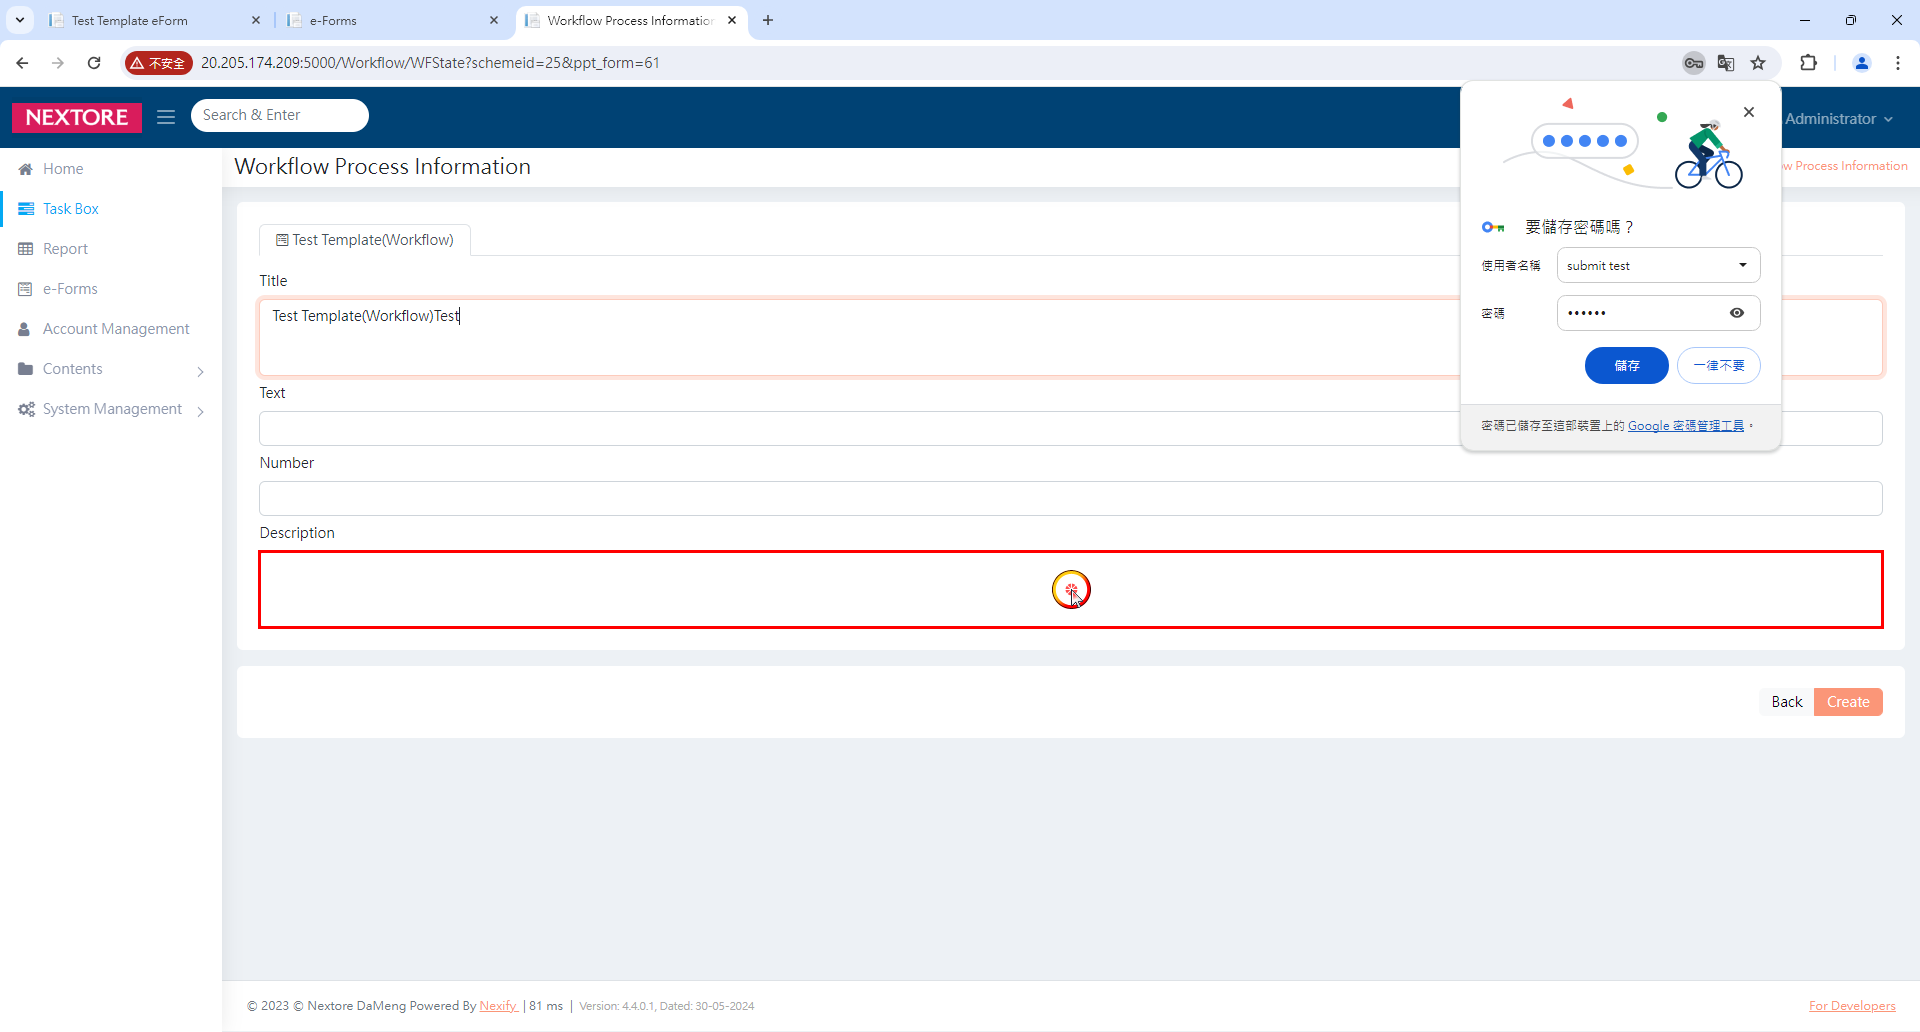 Test Template eForm
e-Forms
Workflow Process Information
不安全
20.205.174.209:5000/Workflow/WFState?schemeid=25&ppt_form=61
NEXTORE
Search & Enter
Administrator
Home
Task Box
Report
e-Forms
Account Management
Contents
System Management
Workflow Process Information
w Process Information
Test Template(Workflow)
Title
Test Template(Workflow)Test
Text
Number
Description
要儲存密碼嗎？
使用者名稱
submit test
密碼
••••••
儲存
一律不要
密碼已儲存至這部裝置上的 Google 密碼管理工具。
Back
Create
© 2023 © Nextore DaMeng Powered By Nexify | 81 ms | Version: 4.4.0.1, Dated: 30-05-2024
For Developers